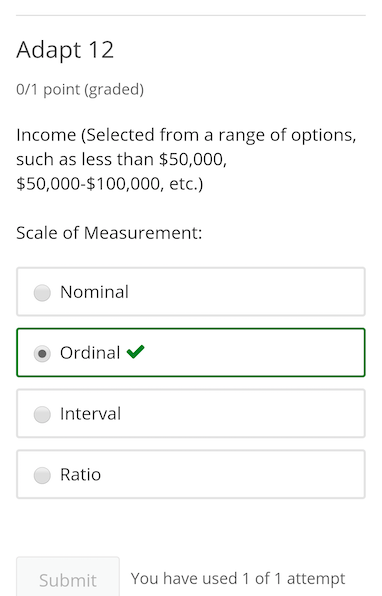 Adapt 12
0/1 point (graded)
Income (Selected from a range of options,
such as less than $50,000,
$50,000-$100,000, etc.)
Scale of Measurement:
Nominal
Ordinal
Interval
Ratio
Submit
You have used 1 of 1 attempt